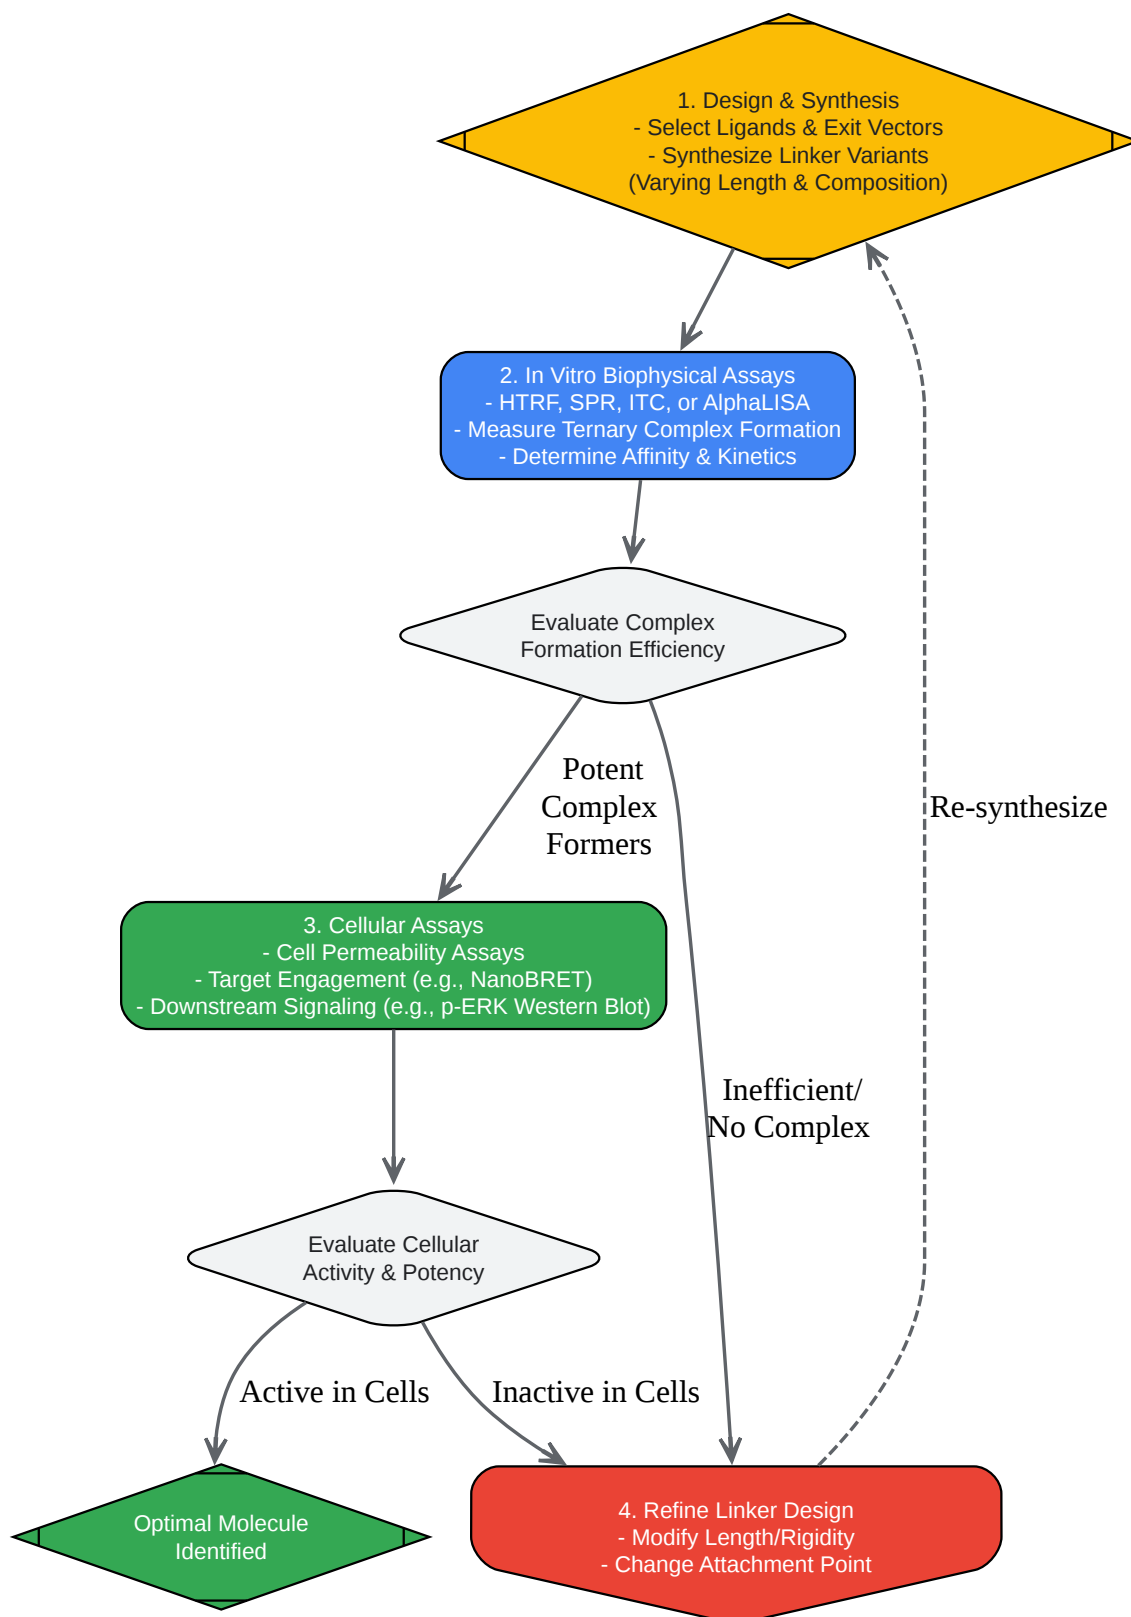 1. Design & Synthesis
- Select Ligands & Exit Vectors
- Synthesize Linker Variants
(Varying Length & Composition)
2. In Vitro Biophysical Assays
- HTRF, SPR, ITC, or AlphaLISA
- Measure Ternary Complex Formation
- Determine Affinity & Kinetics
Evaluate Complex
Formation Efficiency
Potent
Complex
Formers
Re-synthesize
3. Cellular Assays
- Cell Permeability Assays
- Target Engagement (e.g., NanoBRET)
- Downstream Signaling (e.g., p-ERK Western Blot)
Inefficient/
No Complex
Evaluate Cellular
Activity & Potency
Active in Cells
Inactive in Cells
Optimal Molecule
Identified
4. Refine Linker Design
- Modify Length/Rigidity
- Change Attachment Point